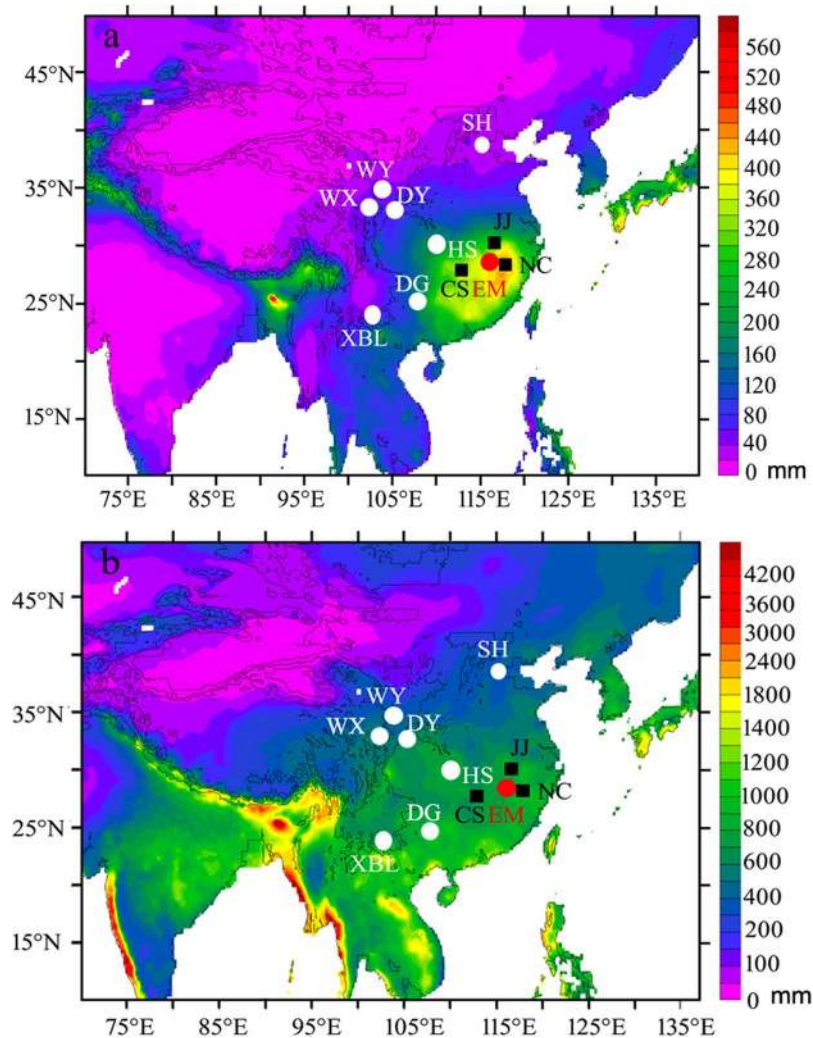 a
45°N
35°N
25°N
15°N
SH
WY
WX
DY
JJ
HS
NC
CS
EM
DG
XBL
560
520
480
400
360
320
280
240
200
160
120
80
40
0 mm
75°E
85°E
95°E
105°E
115°E
125°E
135°E
b
45°N
35°N
25°N
15°N
SH
WY
WX
DY
JJ
HS
NC
CS
EM
DG
XBL
4200
3600
3000
2400
1800
1400
1200
1000
800
600
400
200
100
0 mm
75°E
85°E
95°E
105°E
115°E
125°E
135°E